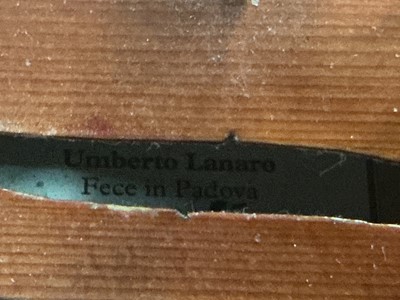 Umberto Lanaro
Fece in Padova